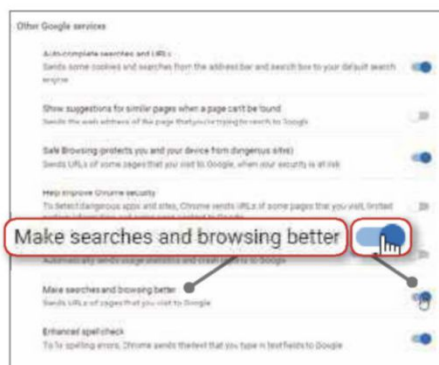 Other Google services
Auto-complete searches and URLs
Sends some cookies and searches from the address bar and search box to your default search
engine
Show suggestions for similar pages when a page can't be found
Sends the web address of the page that you're trying to reach to Google
Safe Browsing (protects you and your device from dangerous sites)
Sends URLs of some pages that you visit to Google, when your security is at risk
Help improve Chrome security
To detect dangerous apps and sites, Chrome sends URLs of some pages that you visit, limited
Make searches and browsing better
Automatically sends usage statistics and crash reports to Google
Make searches and browsing better
Sends URLs of pages that you visit to Google
Enhanced spell check
To fix spelling errors, Chrome sends the text that you type in text fields to Google